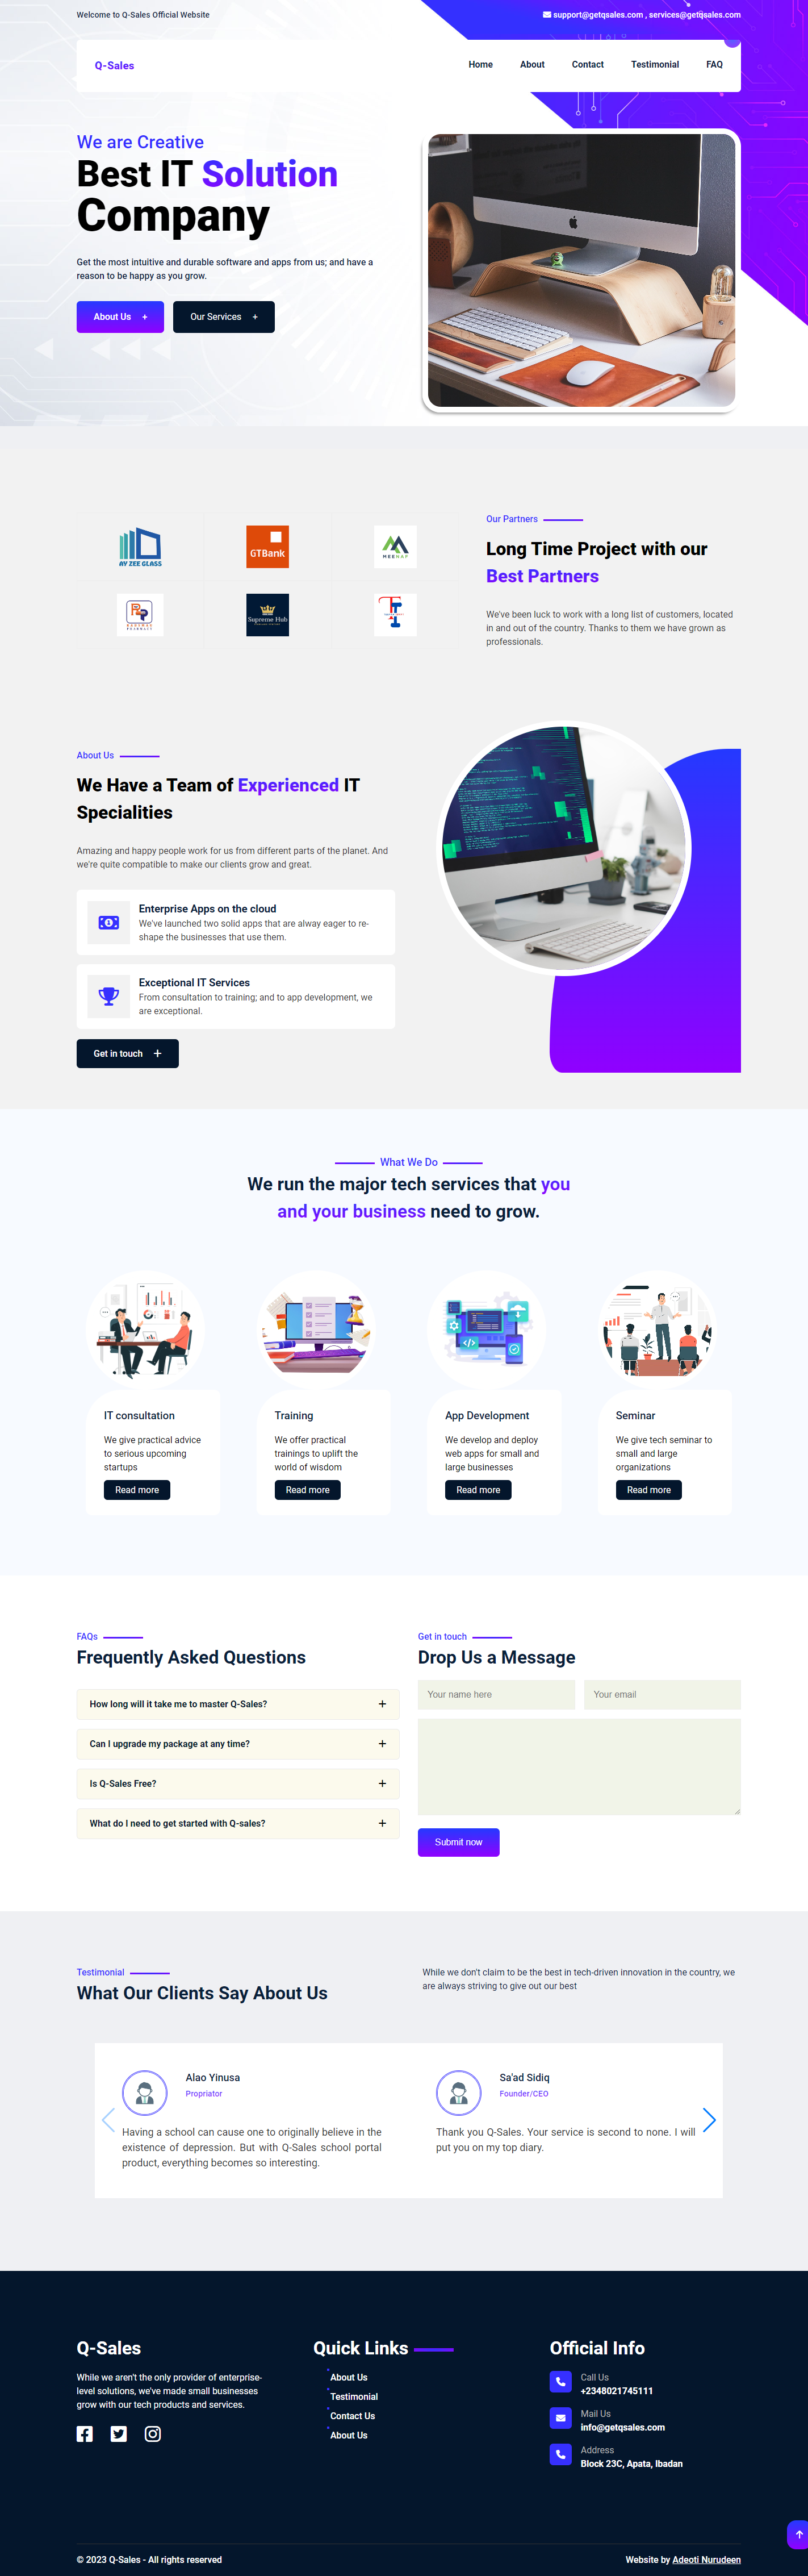 Welcome to Q-Sales Official Website
support@getqsales.com , services@getqsales.com
Q-Sales
Home
About
Contact
Testimonial
FAQ
We are Creative
Best IT Solution
Company
Get the most intuitive and durable software and apps from us; and have a
reason to be happy as you grow.
About Us +
Our Services +
AY ZEE GLASS
GTBank
MEENAP
Supreme Hub
Our Partners
Long Time Project with our
Best Partners
We've been luck to work with a long list of customers, located
in and out of the country. Thanks to them we have grown as
professionals.
About Us
We Have a Team of Experienced IT
Specialities
Amazing and happy people work for us from different parts of the planet. And
we're quite compatible to make our clients grow and great.
Enterprise Apps on the cloud
We've launched two solid apps that are alway eager to re-
shape the businesses that use them.
Exceptional IT Services
From consultation to training; and to app development, we
are exceptional.
Get in touch +
What We Do
We run the major tech services that you
and your business need to grow.
IT consultation
We give practical advice
to serious upcoming
startups
Read more
Training
We offer practical
trainings to uplift the
world of wisdom
Read more
App Development
We develop and deploy
web apps for small and
large businesses
Read more
Seminar
We give tech seminar to
small and large
organizations
Read more
FAQs
Frequently Asked Questions
How long will it take me to master Q-Sales? +
Can I upgrade my package at any time? +
Is Q-Sales Free? +
What do I need to get started with Q-sales? +
Get in touch
Drop Us a Message
Your name here
Your email
Submit now
Testimonial
What Our Clients Say About Us
While we don't claim to be the best in tech-driven innovation in the country, we
are always striving to give out our best
Alao Yinusa
Propriator
Having a school can cause one to originally believe in the
existence of depression. But with Q-Sales school portal
product, everything becomes so interesting.
Sa'ad Sidiq
Founder/CEO
Thank you Q-Sales. Your service is second to none. I will
put you on my top diary.
Q-Sales
While we aren't the only provider of enterprise-
level solutions, we've made small businesses
grow with our tech products and services.
Quick Links
About Us
Testimonial
Contact Us
About Us
Official Info
Call Us
+2348021745111
Mail Us
info@getqsales.com
Address
Block 23C, Apata, Ibadan
© 2023 Q-Sales - All rights reserved
Website by Adeoti Nurudeen